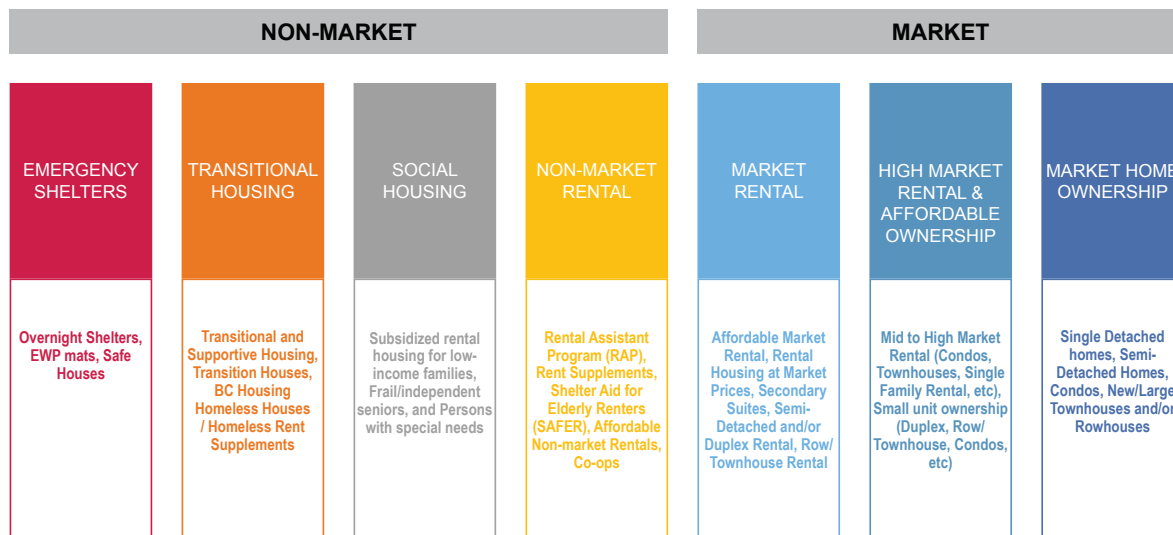 NON-MARKET
MARKET
EMERGENCY
SHELTERS
TRANSITIONAL
HOUSING
SOCIAL
HOUSING
NON-MARKET
RENTAL
MARKET
RENTAL
HIGH MARKET
RENTAL &
AFFORDABLE
OWNERSHIP
MARKET HOME
OWNERSHIP
Overnight Shelters,
EWP mats, Safe
Houses
Transitional and
Supportive Housing,
Transition Houses,
BC Housing
Homeless Houses
/ Homeless Rent
Supplements
Subsidized rental
housing for low-
income families,
Frail/independent
seniors, and Persons
with special needs
Rental Assistant
Program (RAP),
Rent Supplements,
Shelter Aid for
Elderly Renters
(SAFER), Affordable
Non-market Rentals,
Co-ops
Affordable Market
Rental, Rental
Housing at Market
Prices, Secondary
Suites, Semi-
Detached and/or
Duplex Rental, Row/
Townhouse Rental
Mid to High Market
Rental (Condos,
Townhouses, Single
Family Rental, etc),
Small unit ownership
(Duplex, Row/
Townhouse, Condos,
etc)
Single Detached
homes, Semi-
Detached Homes,
Condos, New/Large
Townhouses and/or
Rowhouses